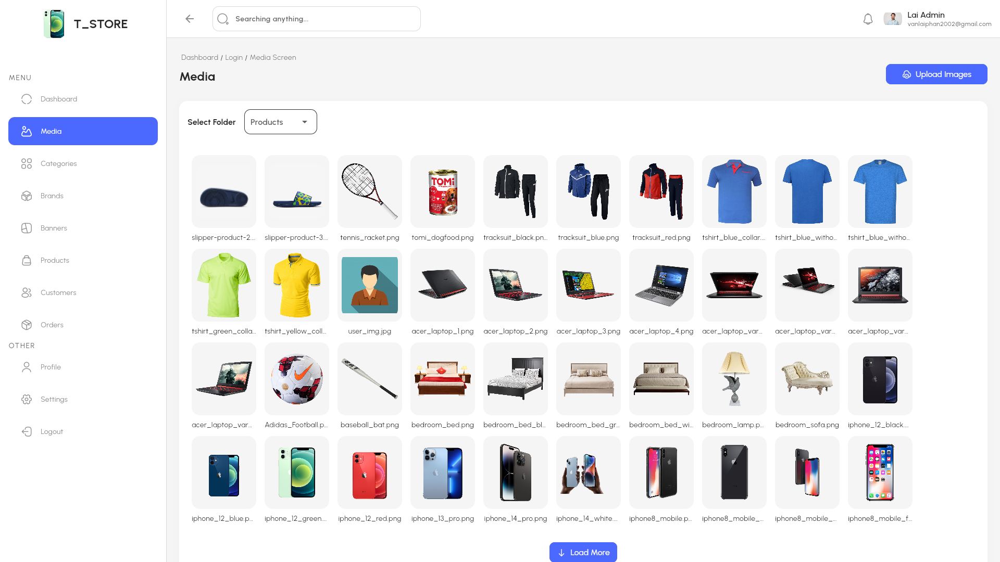 T_STORE
Searching anything...
Lai Admin
vanlaiphan2002@gmail.com
MENU
Dashboard
Media
Categories
Brands
Banners
Products
Customers
Orders
OTHER
Profile
Settings
Logout
Dashboard / Login / Media Screen
Media
Upload Images
Select Folder
Products
TOMi
slipper-product-2....
slipper-product-3....
tennis_racket.png
tomi_dogfood.png
tracksuit_black.pn...
tracksuit_blue.png
tracksuit_red.png
tshirt_blue_collar....
tshirt_blue_witho...
tshirt_blue_witho...
tshirt_green_colla...
tshirt_yellow_coll...
user_img.jpg
acer_laptop_1.png
acer_laptop_2.png
acer_laptop_3.png
acer_laptop_4.png
acer_laptop_var...
acer_laptop_var...
acer_laptop_var...
acer_laptop_var...
Adidas_Football.p...
baseball_bat.png
bedroom_bed.png
bedroom_bed_bl...
bedroom_bed_gr...
bedroom_bed_wi...
bedroom_lamp.p...
bedroom_sofa.png
iphone_12_black....
iphone_12_blue.p...
iphone_12_green....
iphone_12_red.png
iphone_13_pro.png
iphone_14_pro.png
iphone_14_white....
iphone8_mobile.p...
iphone8_mobile_...
iphone8_mobile_...
iphone8_mobile_f...
Load More